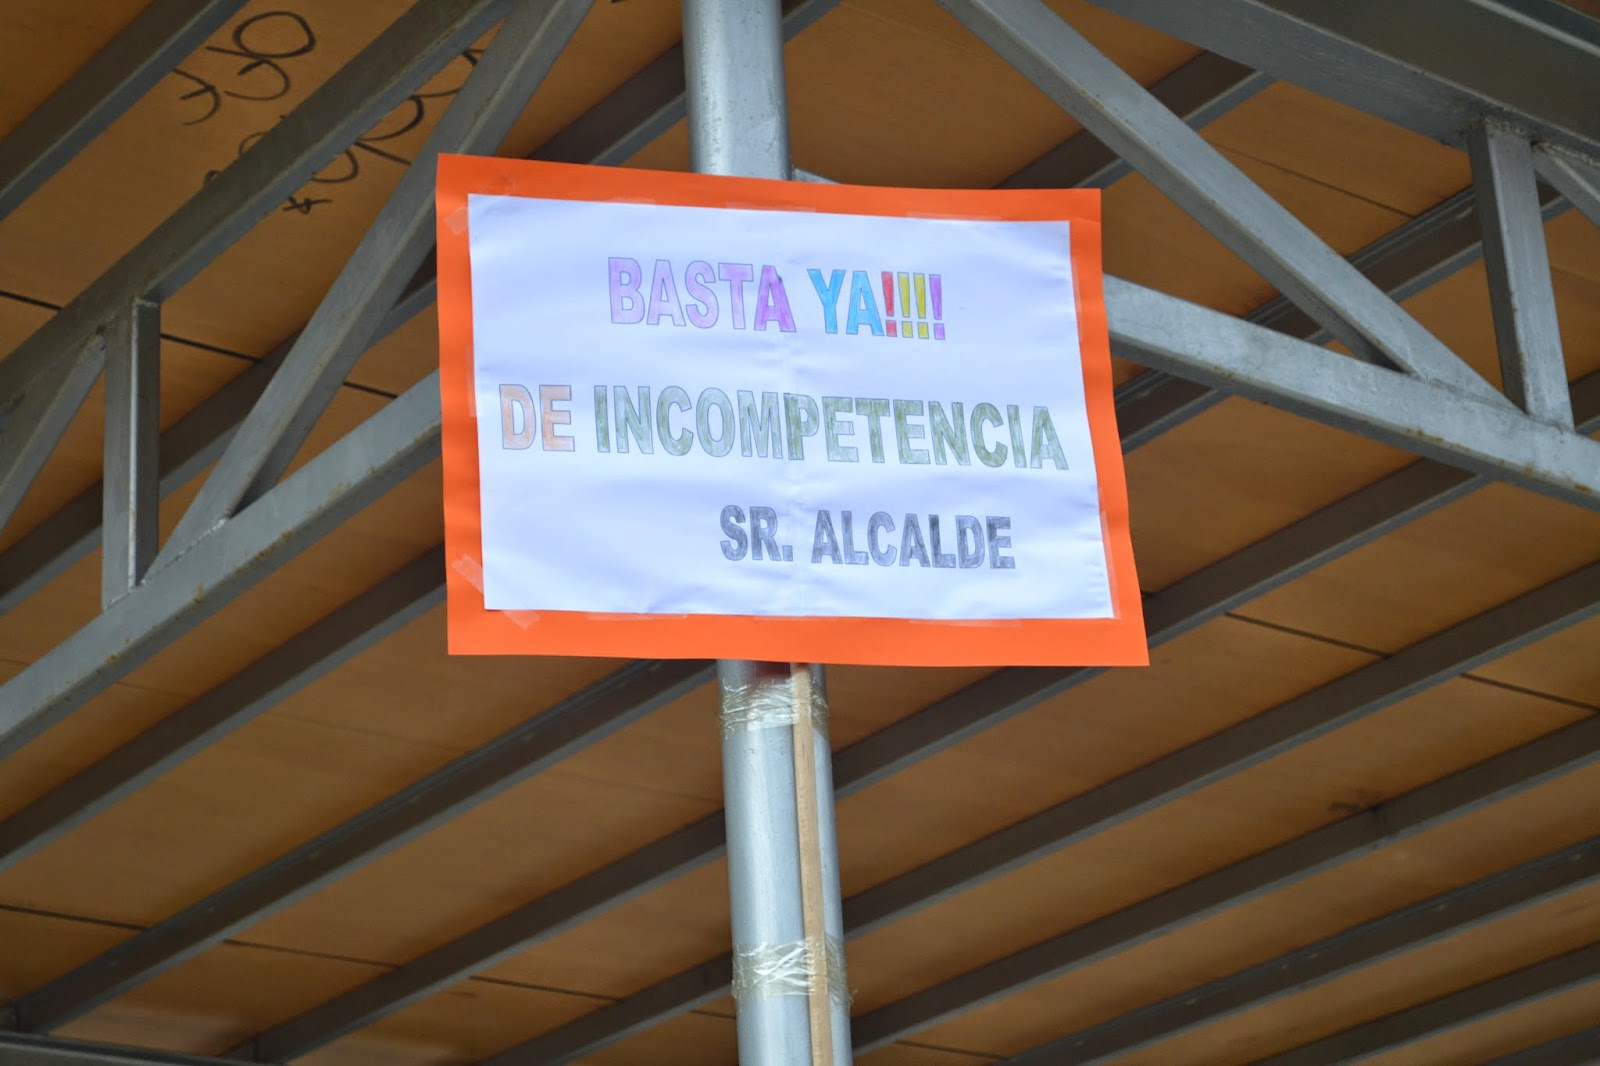 BASTA YA!!!!
DE INCOMPETENCIA
SR. ALCALDE